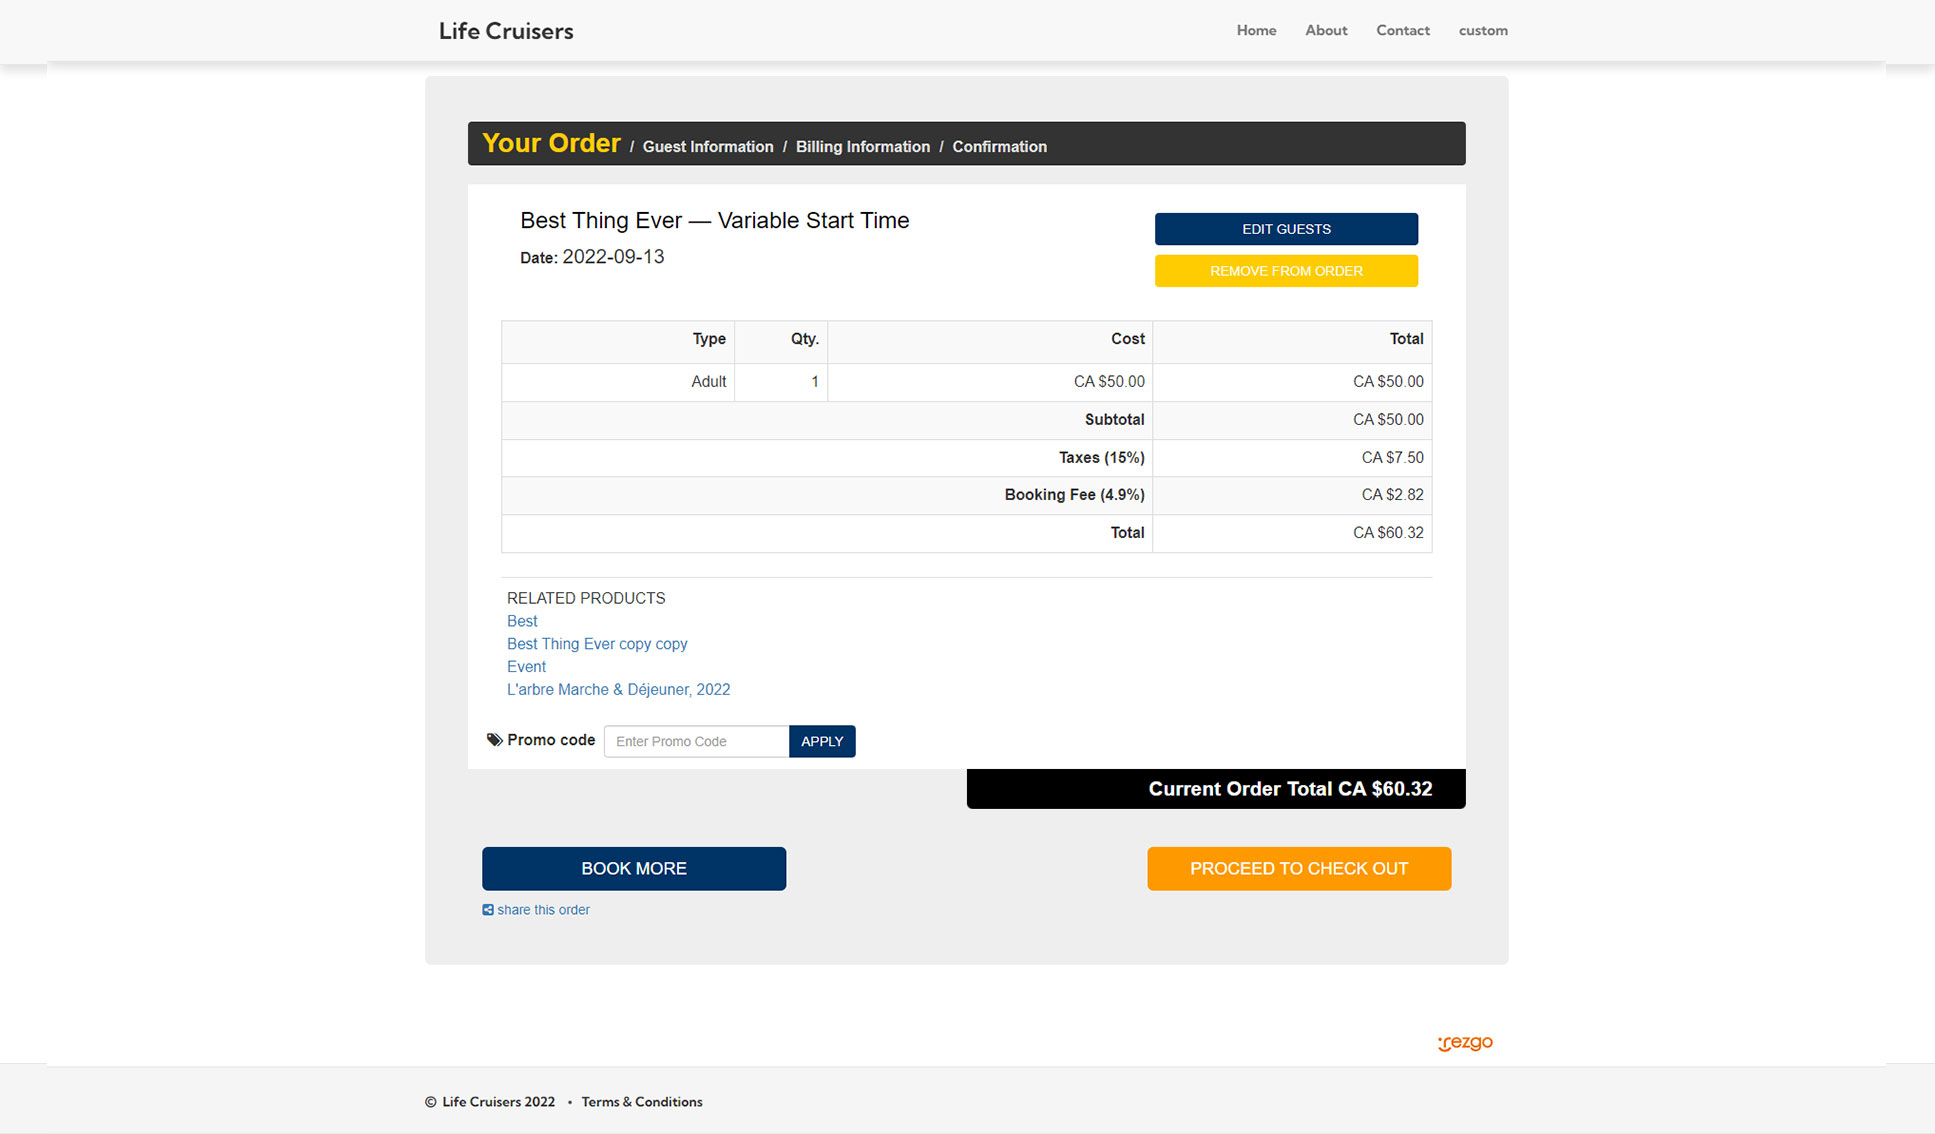 Life Cruisers
Home About Contact custom
Your Order / Guest Information / Billing Information / Confirmation
Best Thing Ever — Variable Start Time
Date: 2022-09-13
EDIT GUESTS
REMOVE FROM ORDER
Type Qty. Cost Total
Adult 1 CA $50.00 CA $50.00
Subtotal CA $50.00
Taxes (15%) CA $7.50
Booking Fee (4.9%) CA $2.82
Total CA $60.32
RELATED PRODUCTS
Best
Best Thing Ever copy copy
Event
L'arbre Marche & Déjeuner, 2022
Promo code Enter Promo Code APPLY
Current Order Total CA $60.32
BOOK MORE
PROCEED TO CHECK OUT
share this order
rezgo
© Life Cruisers 2022 • Terms & Conditions